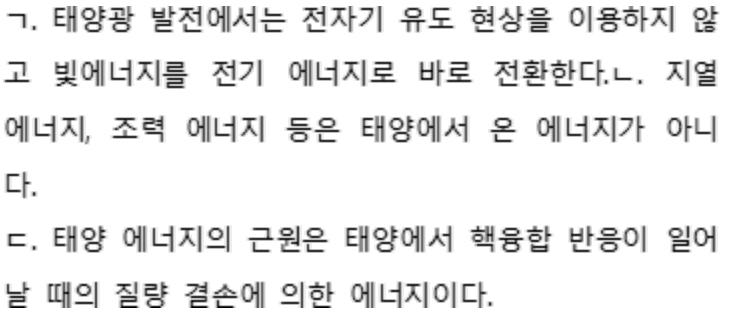 ㄱ. 태양광 발전에서는 전자기 유도 현상을 이용하지 않
고 빛에너지를 전기 에너지로 바로 전환한다.ㄴ. 지열
에너지, 조력 에너지 등은 태양에서 온 에너지가 아니
다.
ㄷ. 태양 에너지의 근원은 태양에서 핵융합 반응이 일어
날 때의 질량 결손에 의한 에너지이다.